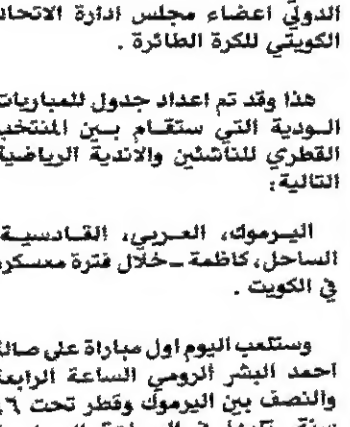 الدولي اعضاء مجلس ادارة الاتحاد
الكويتي للكرة الطائرة .
هذا وقد تم اعداد جدول للمباريات
الودية التي ستقام بين المنتخب
القطري للناشئين والاندية الرياضية
التالية :
اليرموك، العربي، القادسية،
الساحل، كاظمة ــ خلال فترة معسكره
في الكويت .
وستلعب اليوم اول مباراة على صالة
احمد البشر الرومي الساعة الرابعة
والنصف بين اليرموك وقطر تحت